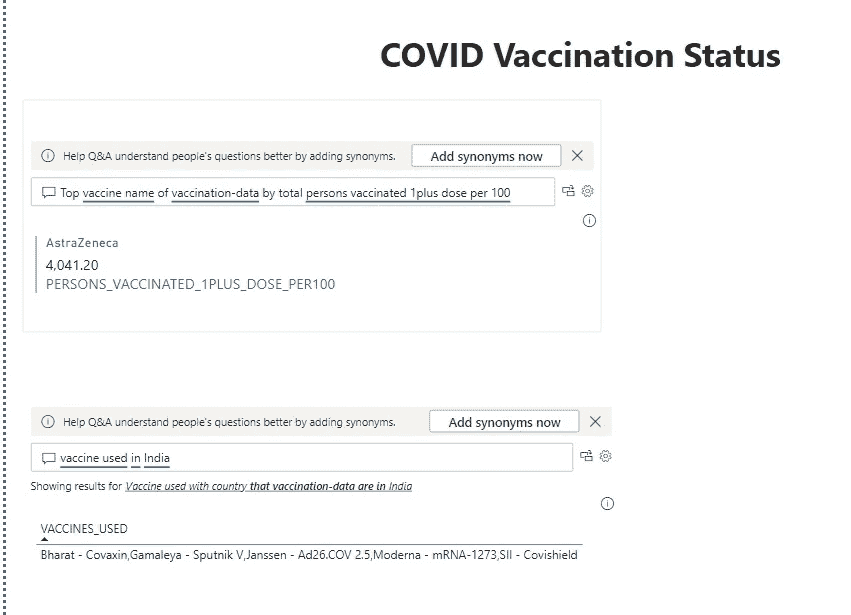 COVID Vaccination Status
Help Q&A understand people's questions better by adding synonyms. Add synonyms now
Top vaccine name of vaccination-data by total persons vaccinated 1plus dose per 100
AstraZeneca
4,041.20
PERSONS_VACCINATED_1PLUS_DOSE_PER100
Help Q&A understand people's questions better by adding synonyms. Add synonyms now
vaccine used in India
Showing results for Vaccine used with country that vaccination-data are in India
VACCINES_USED
Bharat - Covaxin,Gamaleya - Sputnik V,Janssen - Ad26.COV 2.5,Moderna - mRNA-1273,SII - Covishield